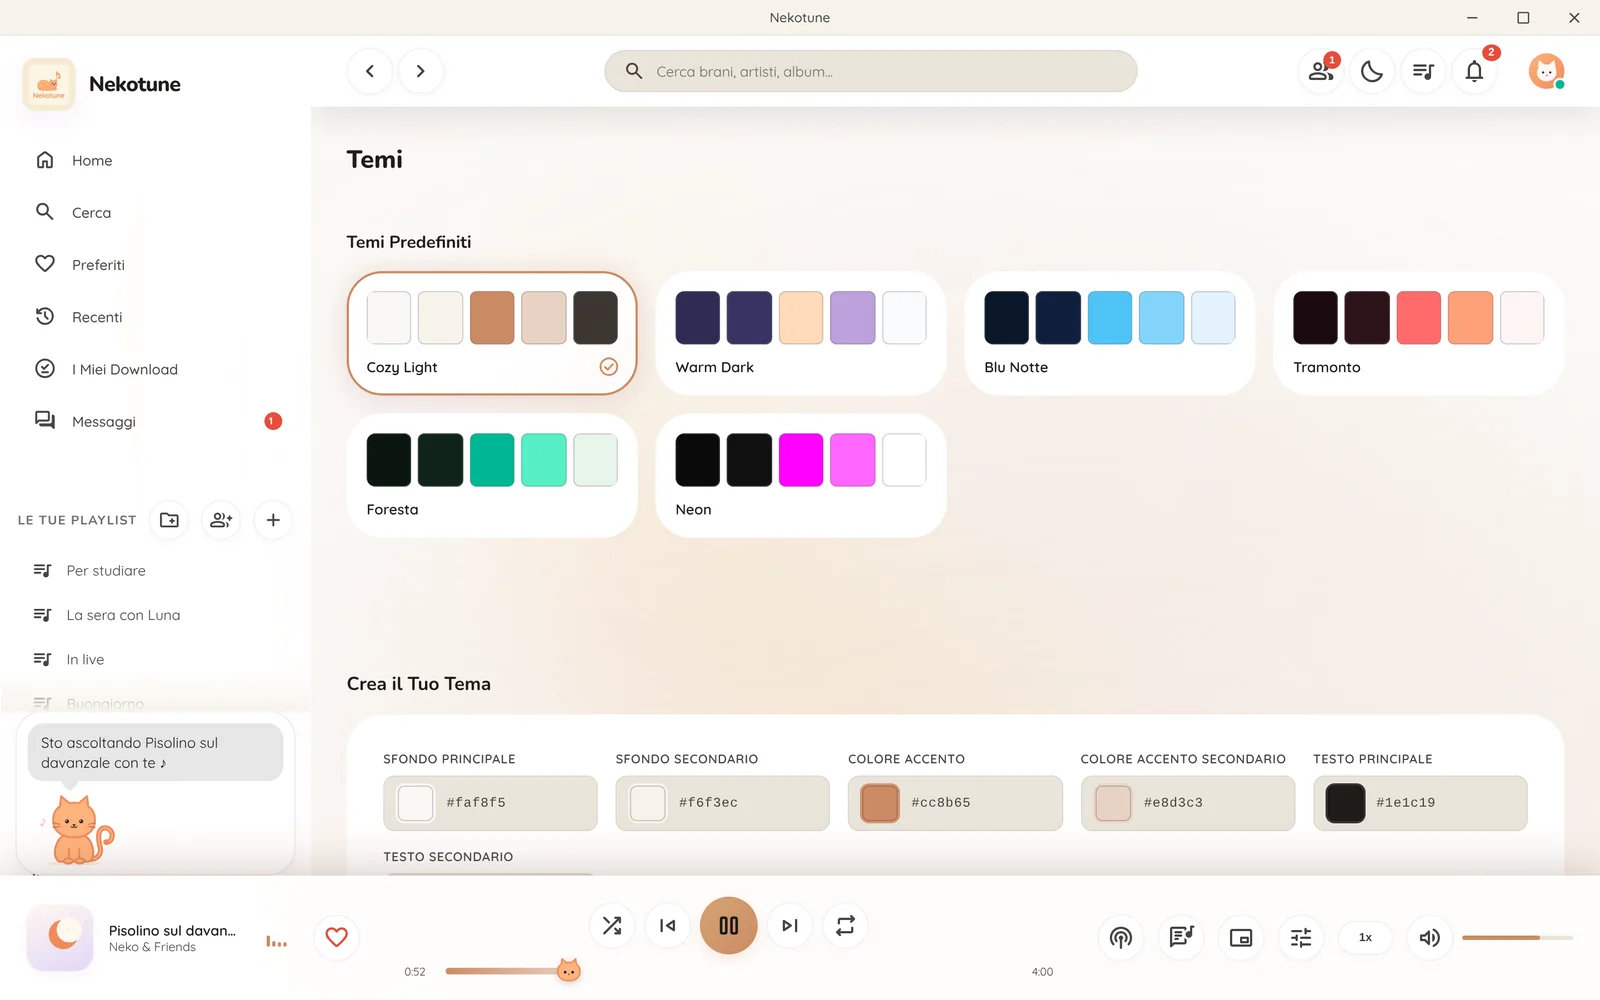 Nekotune
Nekotune
Nekotune
Cerca brani, artisti, album...
1
2
Home
Cerca
Preferiti
Recenti
I Miei Download
Messaggi
1
LE TUE PLAYLIST
Per studiare
La sera con Luna
In live
Buongiorno
Sto ascoltando Pisolino sul
davanzale con te ♪
Temi
Temi Predefiniti
Cozy Light
Warm Dark
Blu Notte
Tramonto
Foresta
Neon
Crea il Tuo Tema
SFONDO PRINCIPALE
#faf8f5
SFONDO SECONDARIO
#f6f3ec
COLORE ACCENTO
#cc8b65
COLORE ACCENTO SECONDARIO
#e8d3c3
TESTO PRINCIPALE
#1e1c19
TESTO SECONDARIO
Pisolino sul davan...
Neko & Friends
0:52
4:00
1x